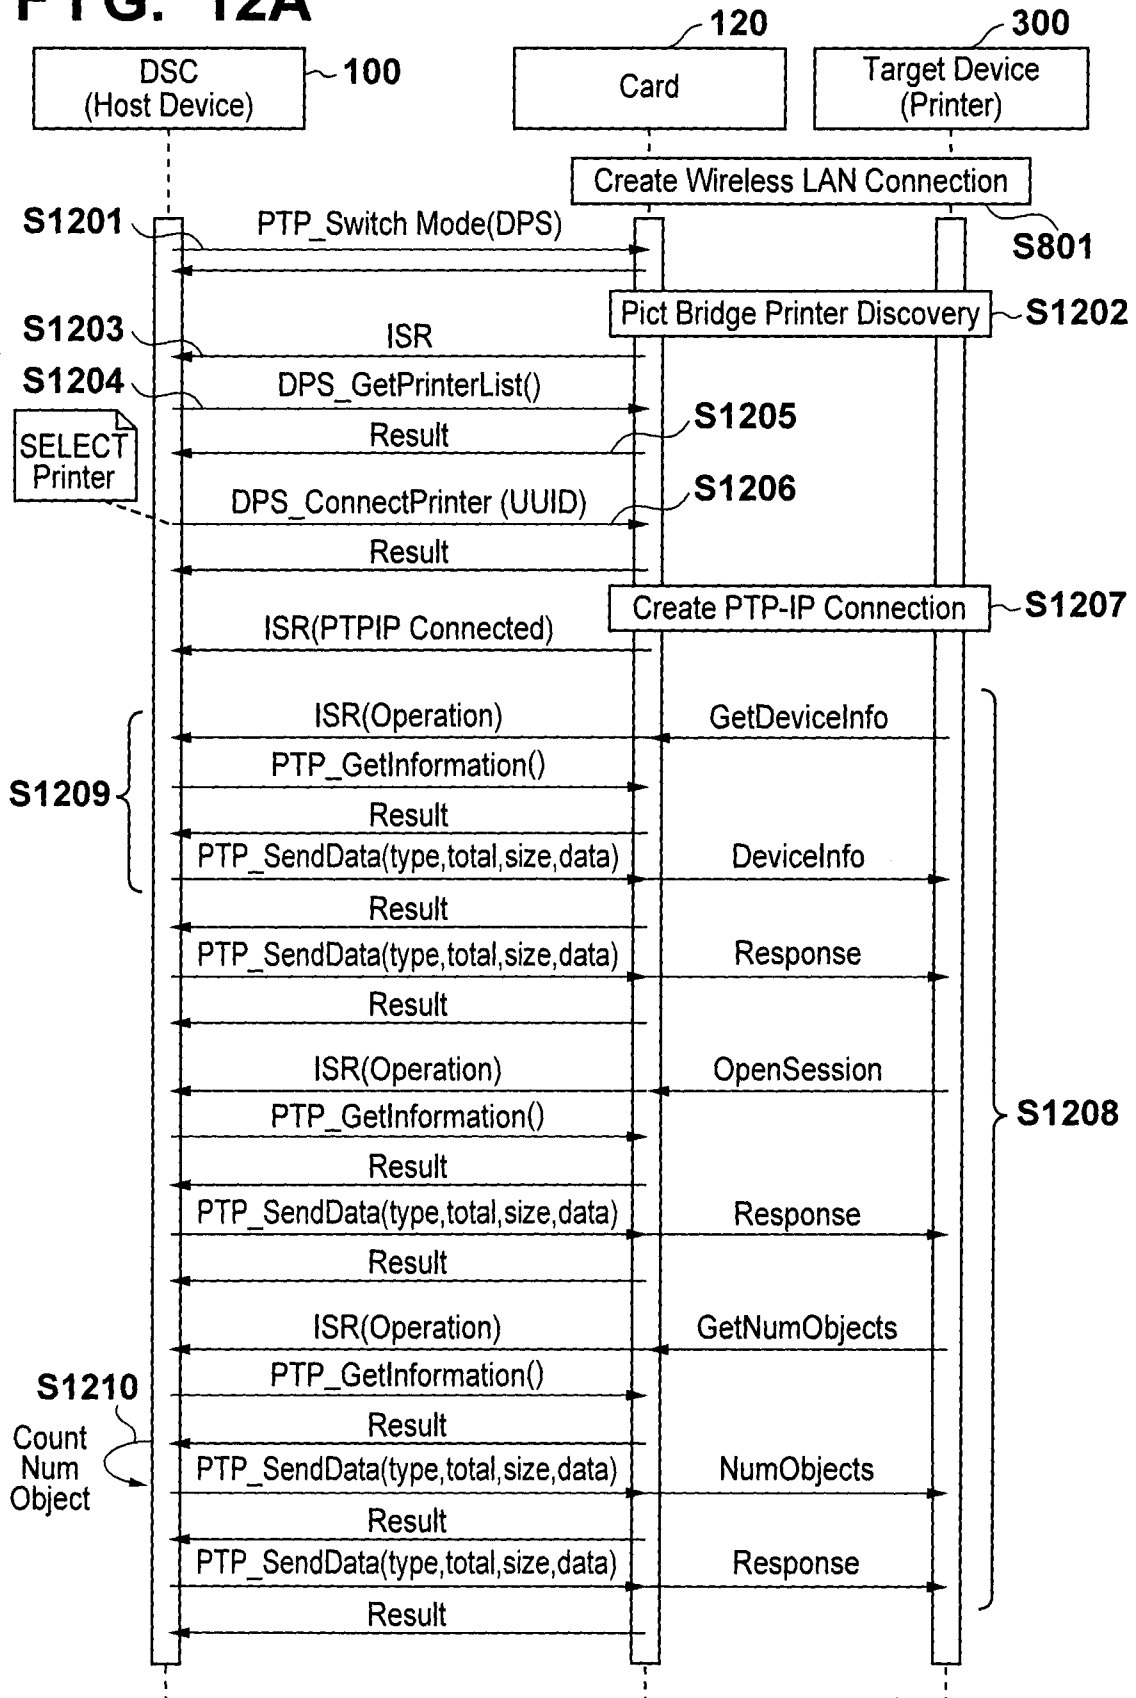 FIG. 12A
120
300
DSC
(Host Device)
100
Card
Target Device
(Printer)
Create Wireless LAN Connection
S801
S1201
PTP_Switch Mode(DPS)
Pict Bridge Printer Discovery
S1202
S1203
ISR
S1204
DPS_GetPrinterList()
SELECT
Printer
Result
S1205
DPS_ConnectPrinter (UUID)
S1206
Result
Create PTP-IP Connection
S1207
ISR(PTPIP Connected)
ISR(Operation)
GetDeviceInfo
PTP_GetInformation()
S1209
Result
PTP_SendData(type,total,size,data)
DeviceInfo
Result
PTP_SendData(type,total,size,data)
Response
Result
ISR(Operation)
OpenSession
PTP_GetInformation()
S1208
Result
PTP_SendData(type,total,size,data)
Response
Result
ISR(Operation)
GetNumObjects
PTP_GetInformation()
S1210
Count
Num
Object
Result
PTP_SendData(type,total,size,data)
NumObjects
Result
PTP_SendData(type,total,size,data)
Response
Result